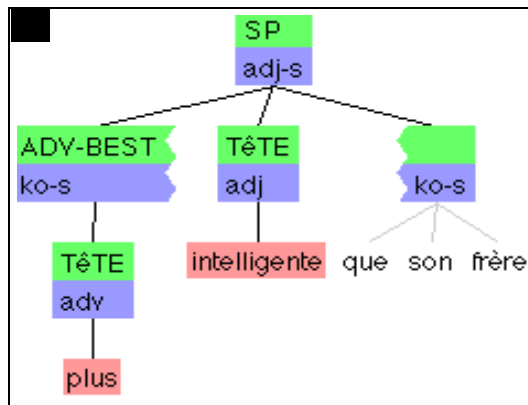 SP
adj-s
ADV-BEST TêTE
ko-s adj ko-s
TêTE intelligente que son frère
adv
plus